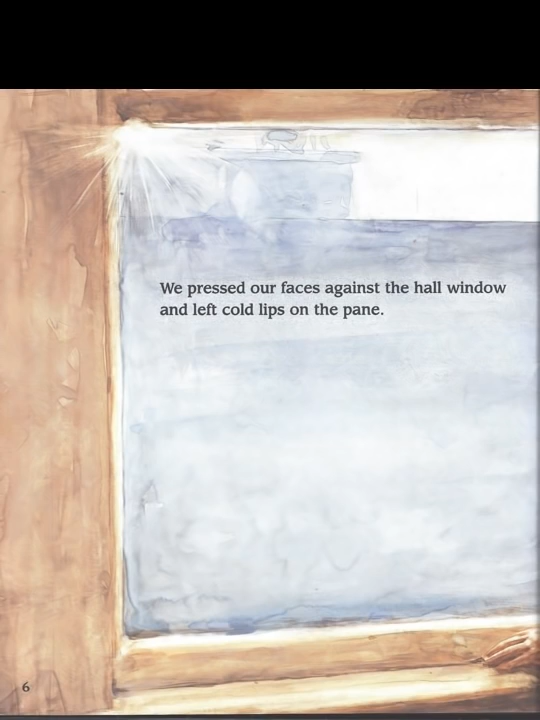 We pressed our faces against the hall window
and left cold lips on the pane.
6